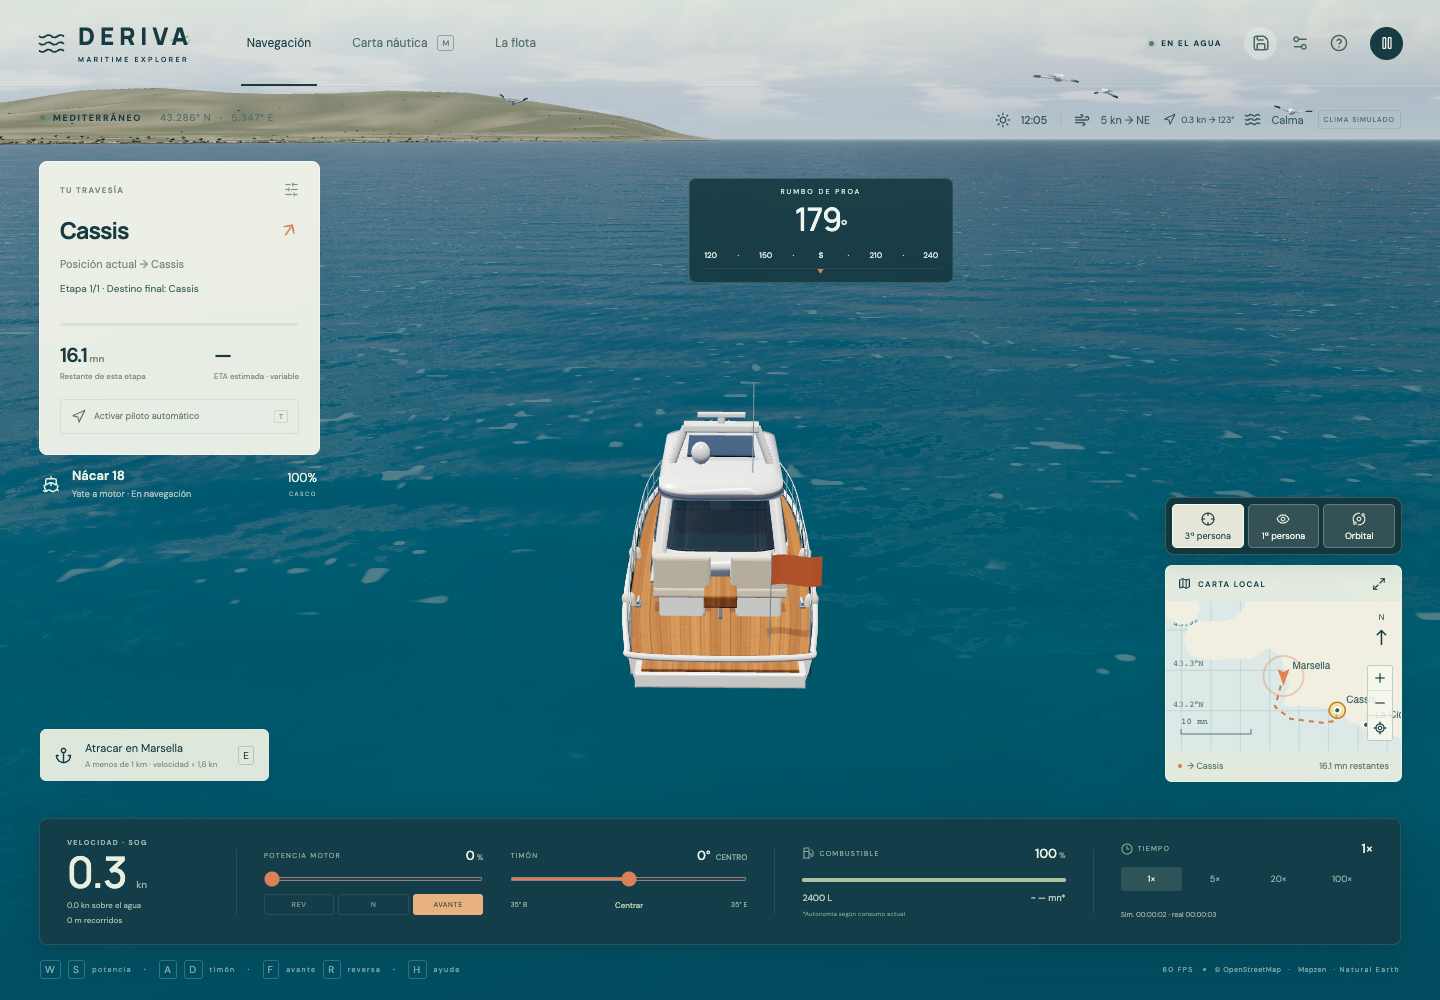 DERIVA
MARITIME EXPLORER
Navegación
Carta náutica M
La flota
EN EL AGUA
MEDITERRÁNEO 43.286° N · 5.347° E
12:05
5 kn → NE
0.3 kn → 123°
Calma
CLIMA SIMULADO
TU TRAVESÍA
Cassis
Posición actual → Cassis
Etapa 1/1 · Destino final: Cassis
16.1 mn
Restante de esta etapa
—
ETA estimada · variable
Activar piloto automático T
Nácar 18
Yate a motor · En navegación
100%
CASCO
RUMBO DE PROA
179°
120 · 150 · S · 210 · 240
3ª persona
1ª persona
Orbital
CARTA LOCAL
N
43.3°N
Marsella
43.2°N
10 mn
→ Cassis
16.1 mn restantes
Atracar en Marsella
A menos de 1 km · velocidad < 1,6 kn
E
VELOCIDAD · SOG
0.3 kn
0.0 kn sobre el agua
0 m recorridos
POTENCIA MOTOR 0 %
REV N AVANTE
TIMÓN 0° CENTRO
35° B Centrar 35° E
COMBUSTIBLE 100 %
2400 L ~ — mn*
*Autonomía según consumo actual
TIEMPO 1×
1× 5× 20× 100×
Sim. 00:00:02 · real 00:00:03
W S potencia · A D timón · F avante R reversa · H ayuda
60 FPS • © OpenStreetMap · Mapzen · Natural Earth